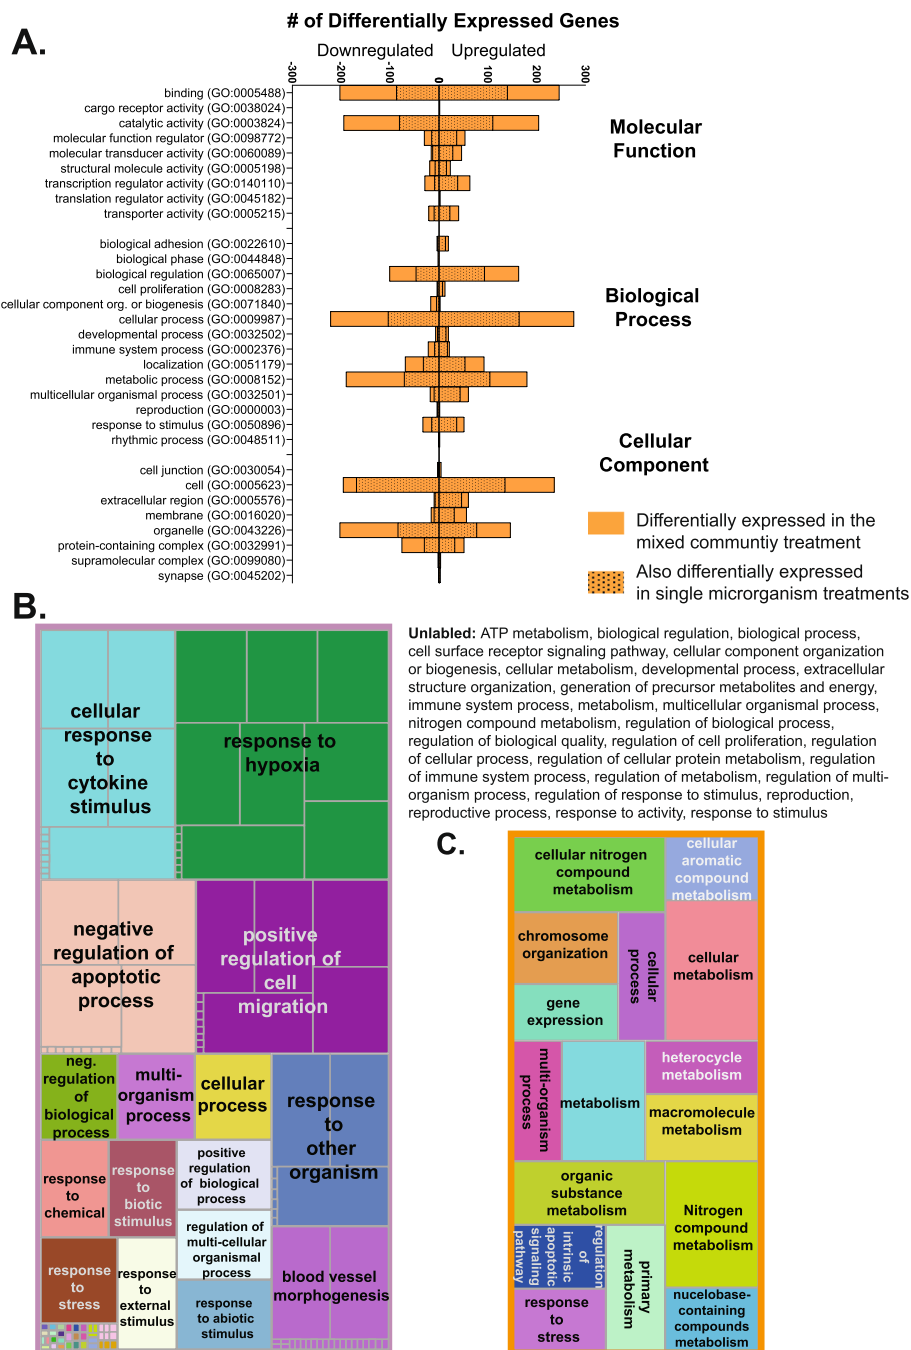 # of Differentially Expressed Genes
A.
Downregulated Upregulated
-300 -200 -100 0 100 200 300
binding (GO:0005488)
cargo receptor activity (GO:0038024)
catalytic activity (GO:0003824)
molecular function regulator (GO:0098772)
molecular transducer activity (GO:0060089)
structural molecule activity (GO:0005198)
transcription regulator activity (GO:0140110)
translation regulator activity (GO:0045182)
transporter activity (GO:0005215)
Molecular
Function
biological adhesion (GO:0022610)
biological phase (GO:0044848)
biological regulation (GO:0065007)
cell proliferation (GO:0008283)
cellular component org. or biogenesis (GO:0071840)
cellular process (GO:0009987)
developmental process (GO:0032502)
immune system process (GO:0002376)
localization (GO:0051179)
metabolic process (GO:0008152)
multicellular organismal process (GO:0032501)
reproduction (GO:0000003)
response to stimulus (GO:0050896)
rhythmic process (GO:0048511)
Biological
Process
cell junction (GO:0030054)
cell (GO:0005623)
extracellular region (GO:0005576)
membrane (GO:0016020)
organelle (GO:0043226)
protein-containing complex (GO:0032991)
supramolecular complex (GO:0099080)
synapse (GO:0045202)
Cellular
Component
Differentially expressed in the
mixed communtiy treatment
Also differentially expressed
in single microrganism treatments
B.
cellular
response
to
cytokine
stimulus
response to
hypoxia
negative
regulation of
apoptotic
process
positive
regulation of
cell
migration
neg.
regulation
of
biological
process
multi-
organism
process
cellular
process
response
to
other
organism
response
to
chemical
response
to
biotic
stimulus
positive
regulation
of biological
process
regulation of
multi-cellular
organismal
process
response
to
stress
response
to
external
stimulus
response
to abiotic
stimulus
blood vessel
morphogenesis
Unlabled: ATP metabolism, biological regulation, biological process,
cell surface receptor signaling pathway, cellular component organization
or biogenesis, cellular metabolism, developmental process, extracellular
structure organization, generation of precursor metabolites and energy,
immune system process, metabolism, multicellular organismal process,
nitrogen compound metabolism, regulation of biological process,
regulation of biological quality, regulation of cell proliferation, regulation
of cellular process, regulation of cellular protein metabolism, regulation
of immune system process, regulation of metabolism, regulation of multi-
organism process, regulation of response to stimulus, reproduction,
reproductive process, response to activity, response to stimulus
C.
cellular nitrogen
compound
metabolism
cellular
aromatic
compound
metabolism
chromosome
organization
cellular
process
cellular
metabolism
gene
expression
multi-organism
process
metabolism
heterocycle
metabolism
macromolecule
metabolism
organic
substance
metabolism
Nitrogen
compound
metabolism
regulation
of
intrinsic
apoptotic
signaling
pathway
primary
metabolism
response
to
stress
nucelobase-
containing
compounds
metabolism